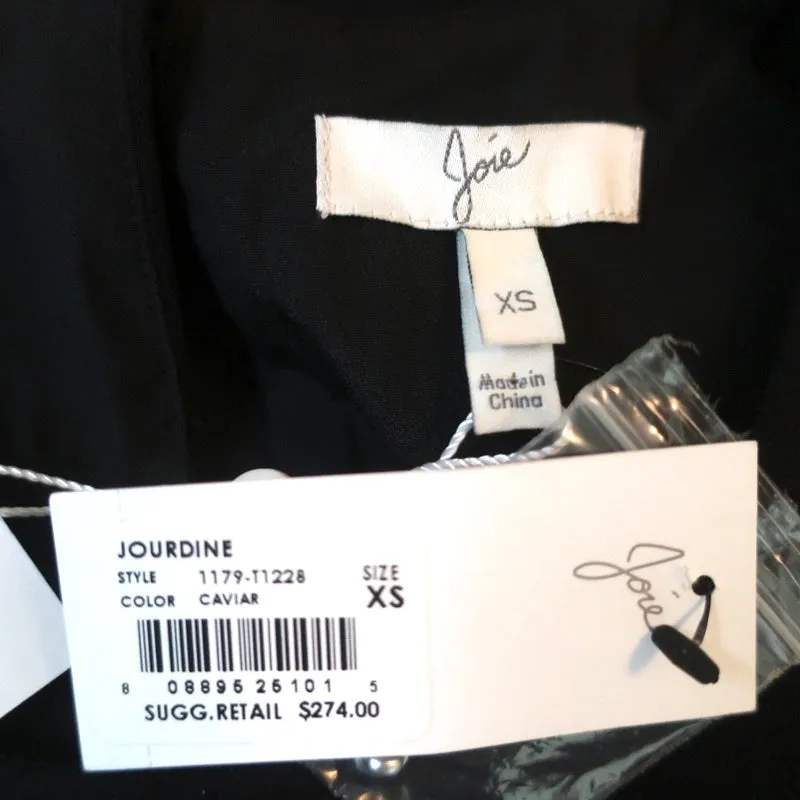 Joie
XS
Made in
China
JOURDINE
STYLE 1179-T1228 SIZE
COLOR CAVIAR XS
8 08895 26101 5
SUGG.RETAIL $274.00
Joie